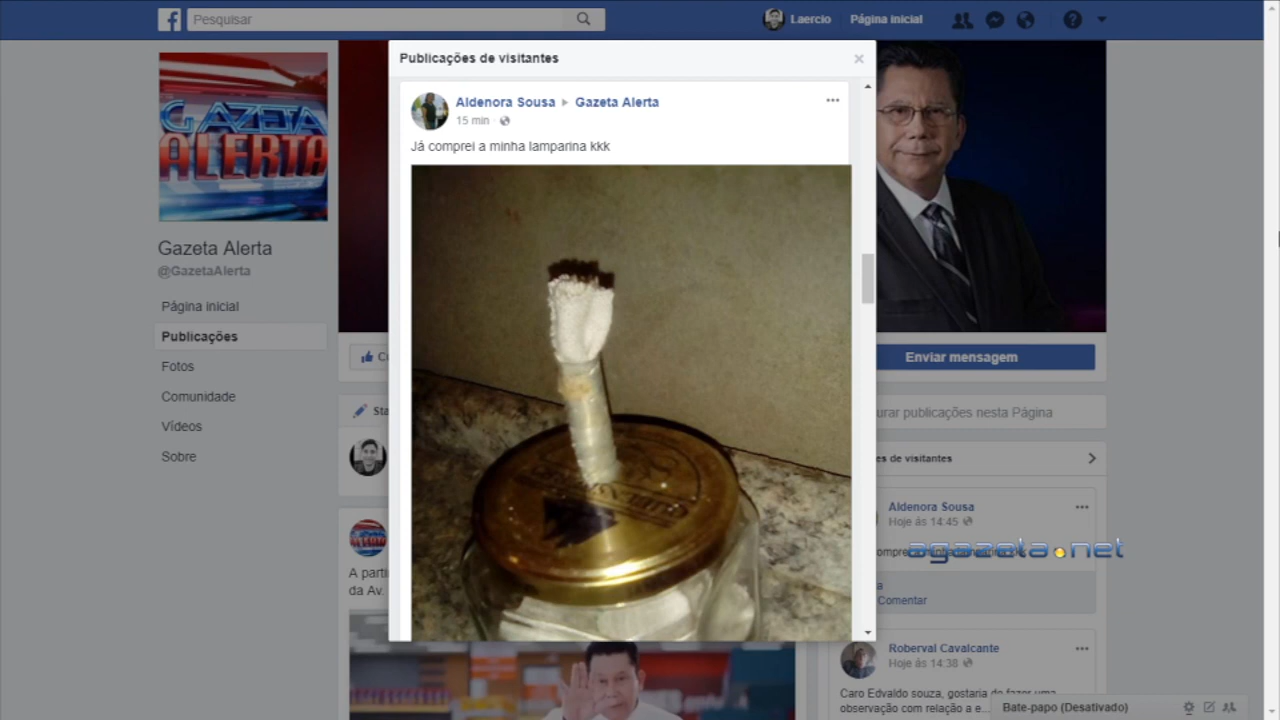 Pesquisar
Laercio
Página inicial
Publicações de visitantes
Aldenora Sousa
Gazeta Alerta
15 min
Já comprei a minha lamparina kkk
GAZETA
ALERTA
Gazeta Alerta
@GazetaAlerta
Página inicial
Publicações
Fotos
Comunidade
Vídeos
Sobre
Sta
A parti
da Av.
Enviar mensagem
urar publicações nesta Página
es de visitantes
Aldenora Sousa
Hoje às 14:45
agazeta.net
Comentar
Roberval Cavalcante
Hoje às 14:38
Caro Edvaldo souza, gostaria de fazer uma
observação com relação a e...
Bate-papo (Desativado)